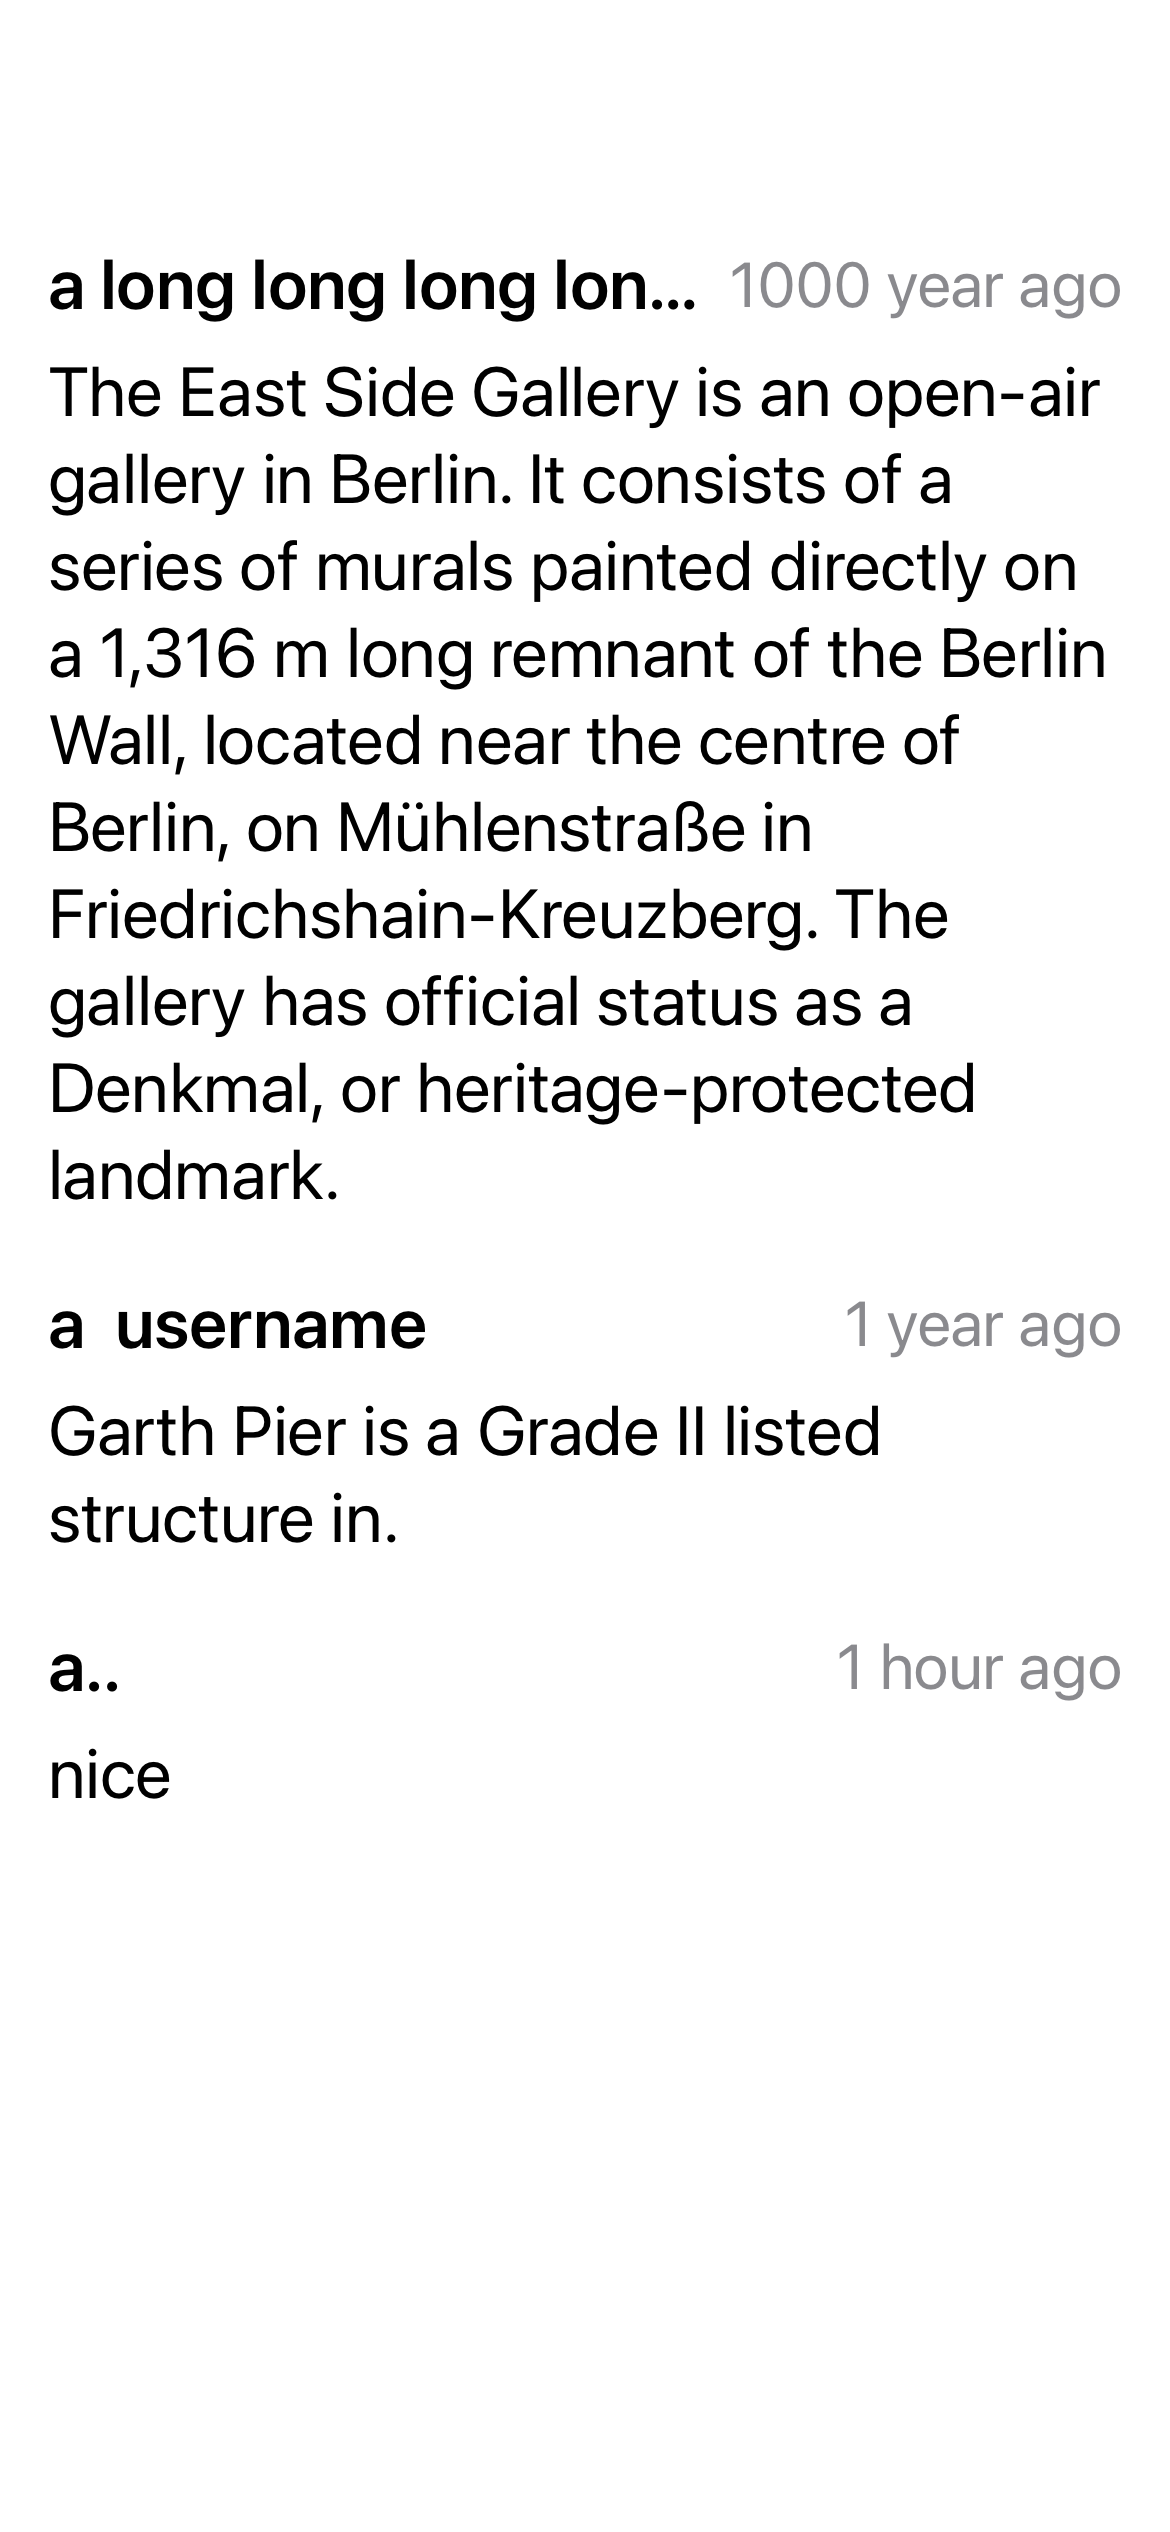 a long long long lon... 1000 year ago
The East Side Gallery is an open-air
gallery in Berlin. It consists of a
series of murals painted directly on
a 1,316 m long remnant of the Berlin
Wall, located near the centre of
Berlin, on Mühlenstraße in
Friedrichshain-Kreuzberg. The
gallery has official status as a
Denkmal, or heritage-protected
landmark.
a  username 1 year ago
Garth Pier is a Grade II listed
structure in.
a.. 1 hour ago
nice